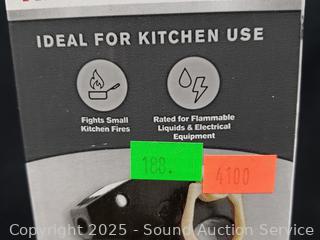 IDEAL FOR KITCHEN USE
Fights Small
Kitchen Fires
Rated for Flammable
Liquids & Electrical
Equipment
188.
4100
Copyright 2025 - Sound Auction Service